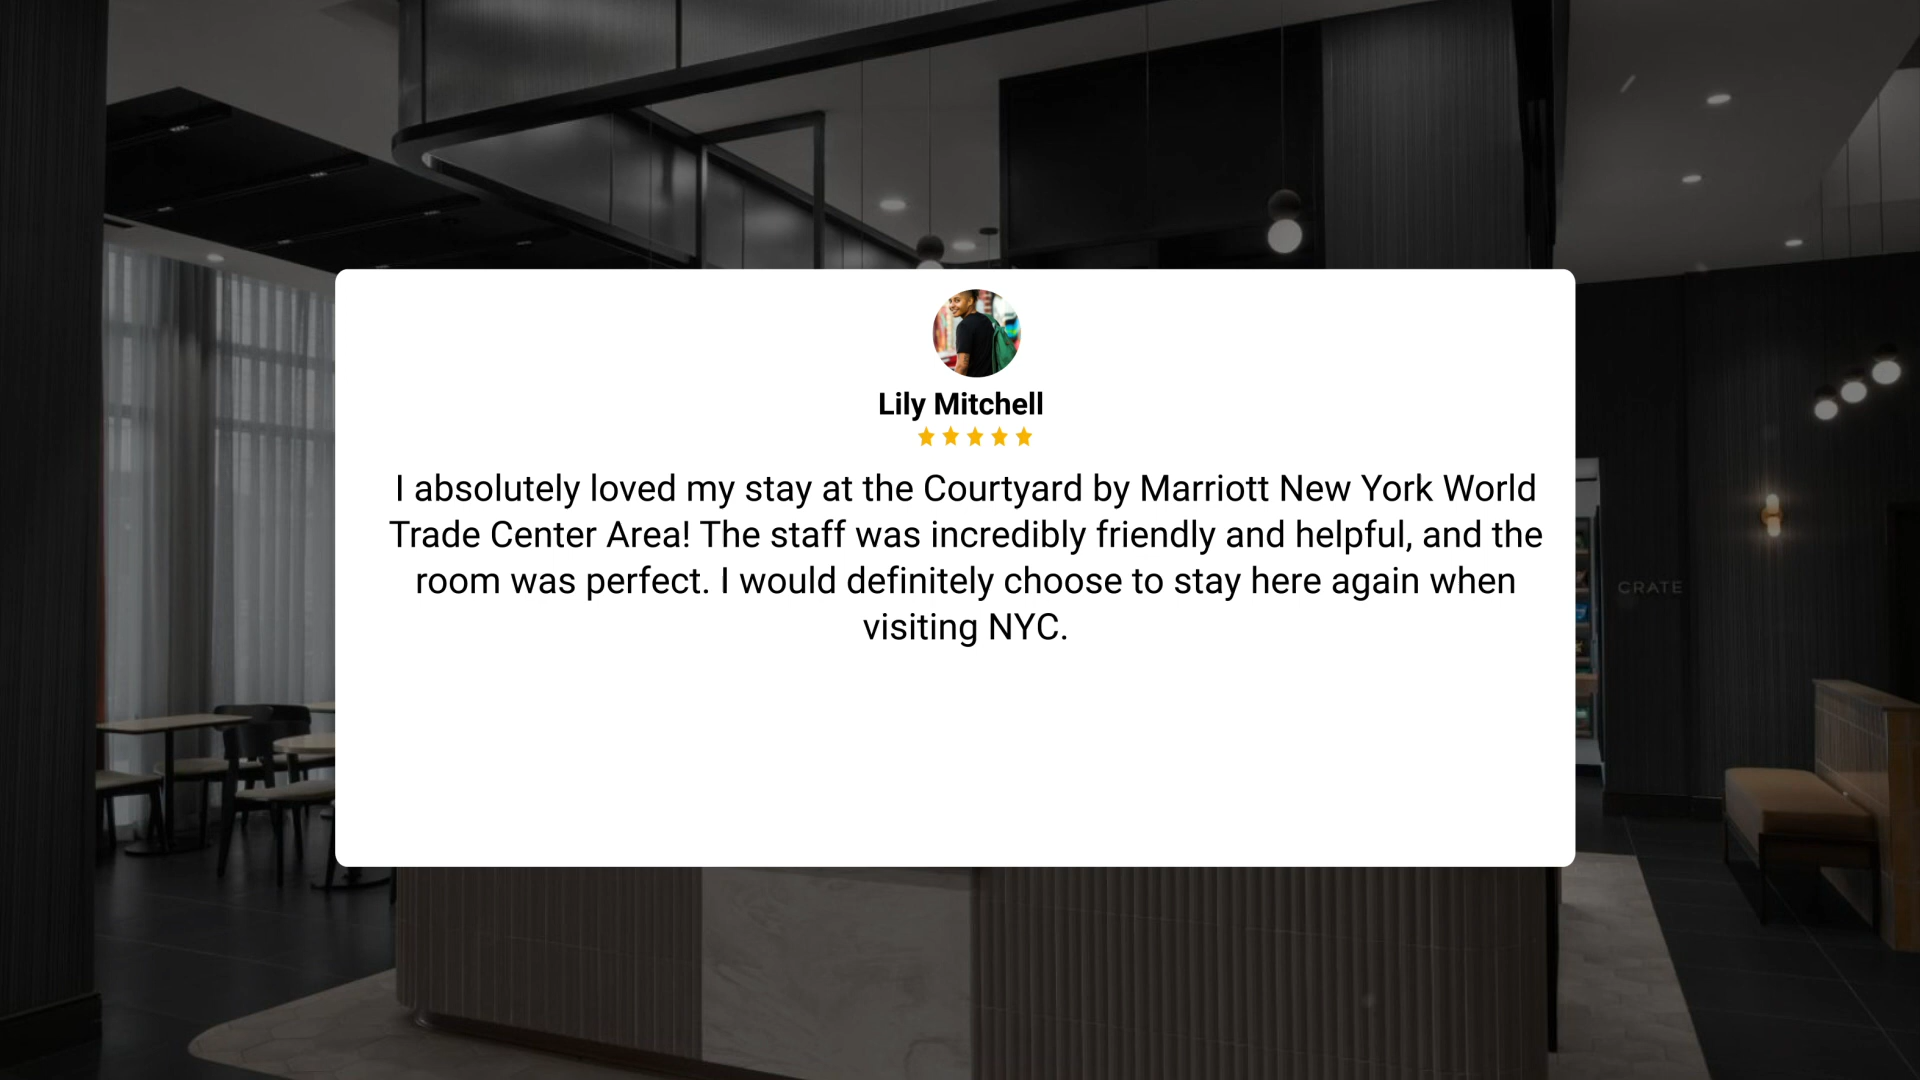 Lily Mitchell
I absolutely loved my stay at the Courtyard by Marriott New York World
Trade Center Area! The staff was incredibly friendly and helpful, and the
room was perfect. I would definitely choose to stay here again when
visiting NYC.
CRATE